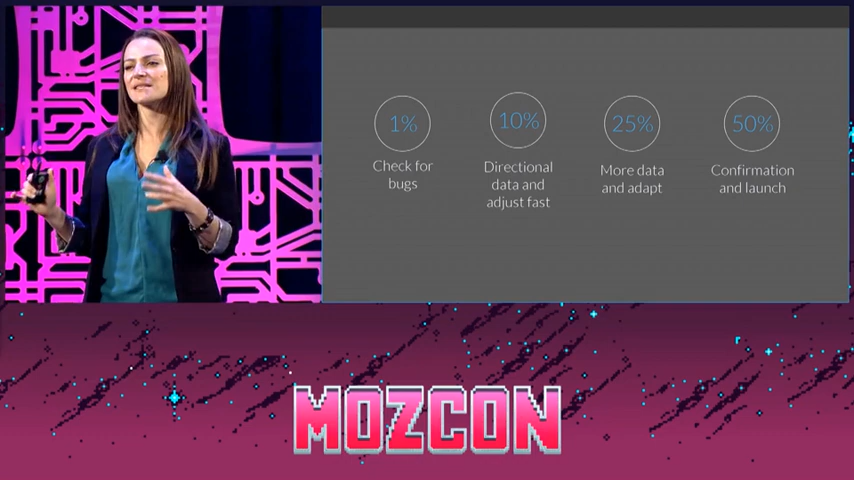 1%
Check for
bugs
10%
Directional
data and
adjust fast
25%
More data
and adapt
50%
Confirmation
and launch
MOZCON